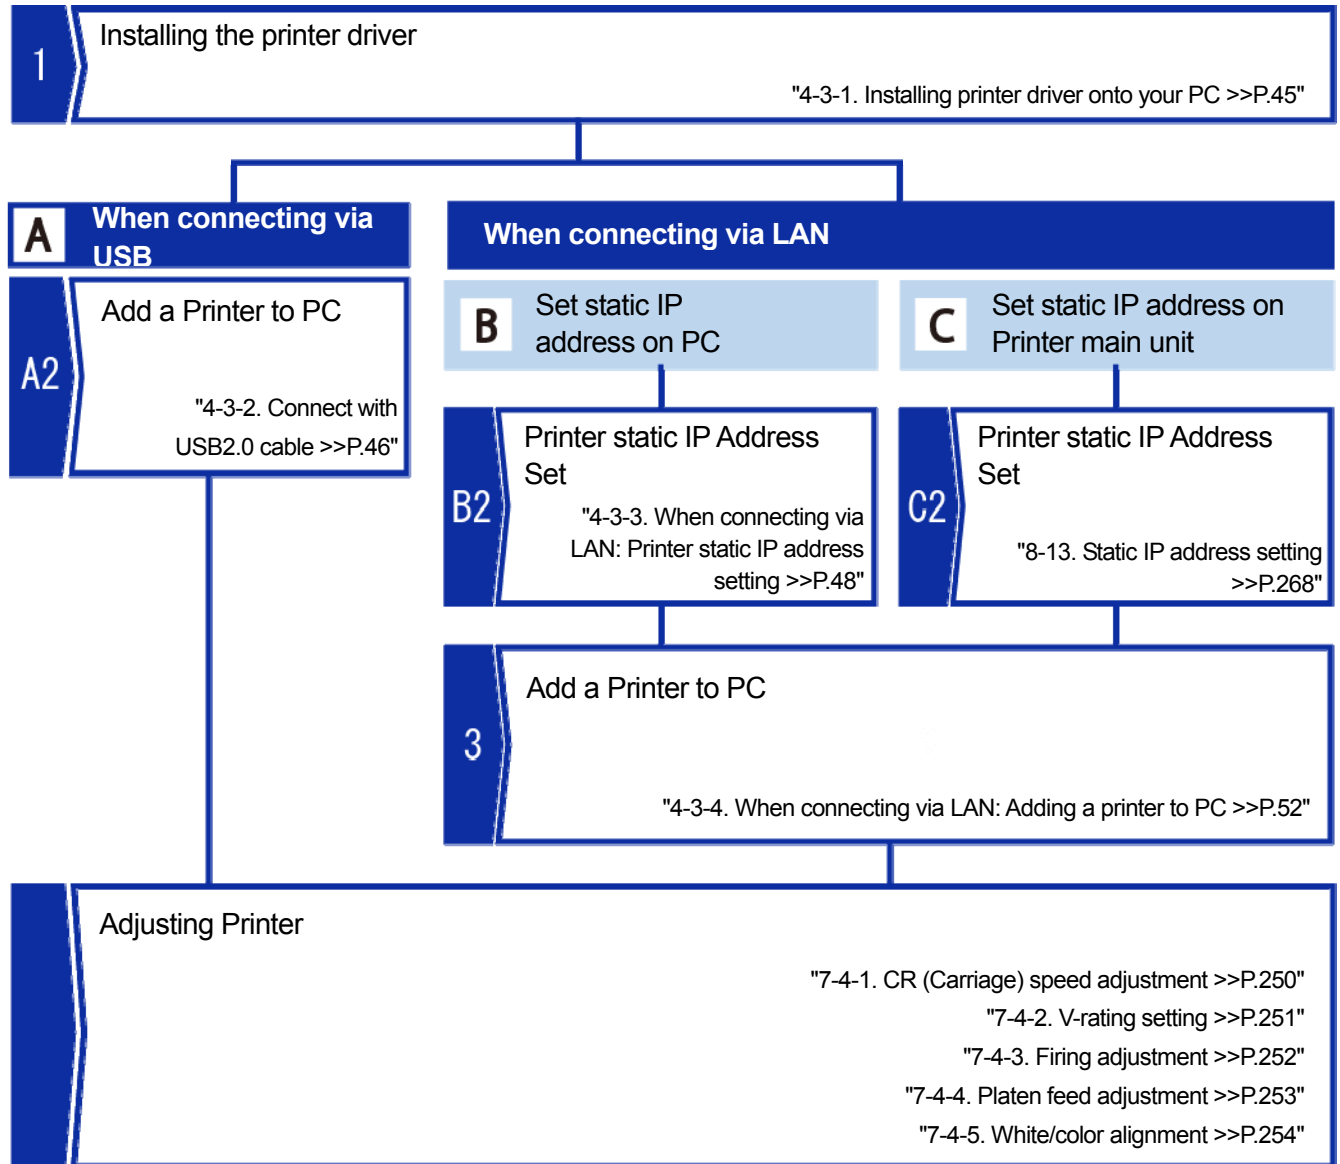 1
Installing the printer driver
"4-3-1. Installing printer driver onto your PC >>P.45"
A
When connecting via
USB
When connecting via LAN
A2
Add a Printer to PC
"4-3-2. Connect with
USB2.0 cable >>P.46"
B
Set static IP
address on PC
C
Set static IP address on
Printer main unit
B2
Printer static IP Address
Set
"4-3-3. When connecting via
LAN: Printer static IP address
setting >>P.48"
C2
Printer static IP Address
Set
"8-13. Static IP address setting
>>P.268"
3
Add a Printer to PC
"4-3-4. When connecting via LAN: Adding a printer to PC >>P.52"
Adjusting Printer
"7-4-1. CR (Carriage) speed adjustment >>P.250"
"7-4-2. V-rating setting >>P.251"
"7-4-3. Firing adjustment >>P.252"
"7-4-4. Platen feed adjustment >>P.253"
"7-4-5. White/color alignment >>P.254"